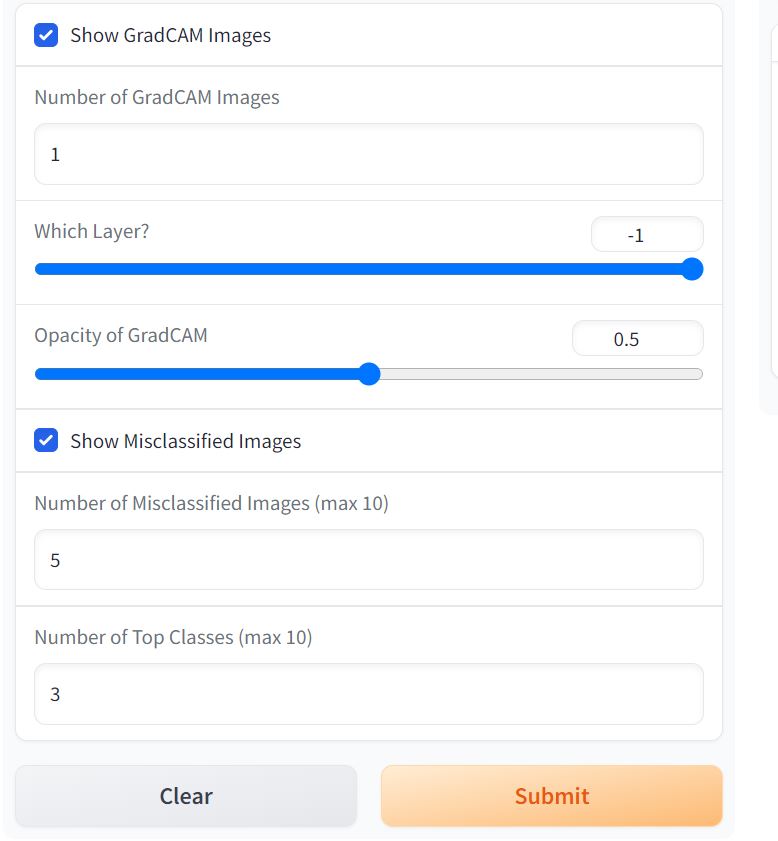 Show GradCAM Images
Number of GradCAM Images
1
Which Layer?
-1
Opacity of GradCAM
0.5
Show Misclassified Images
Number of Misclassified Images (max 10)
5
Number of Top Classes (max 10)
3
Clear
Submit